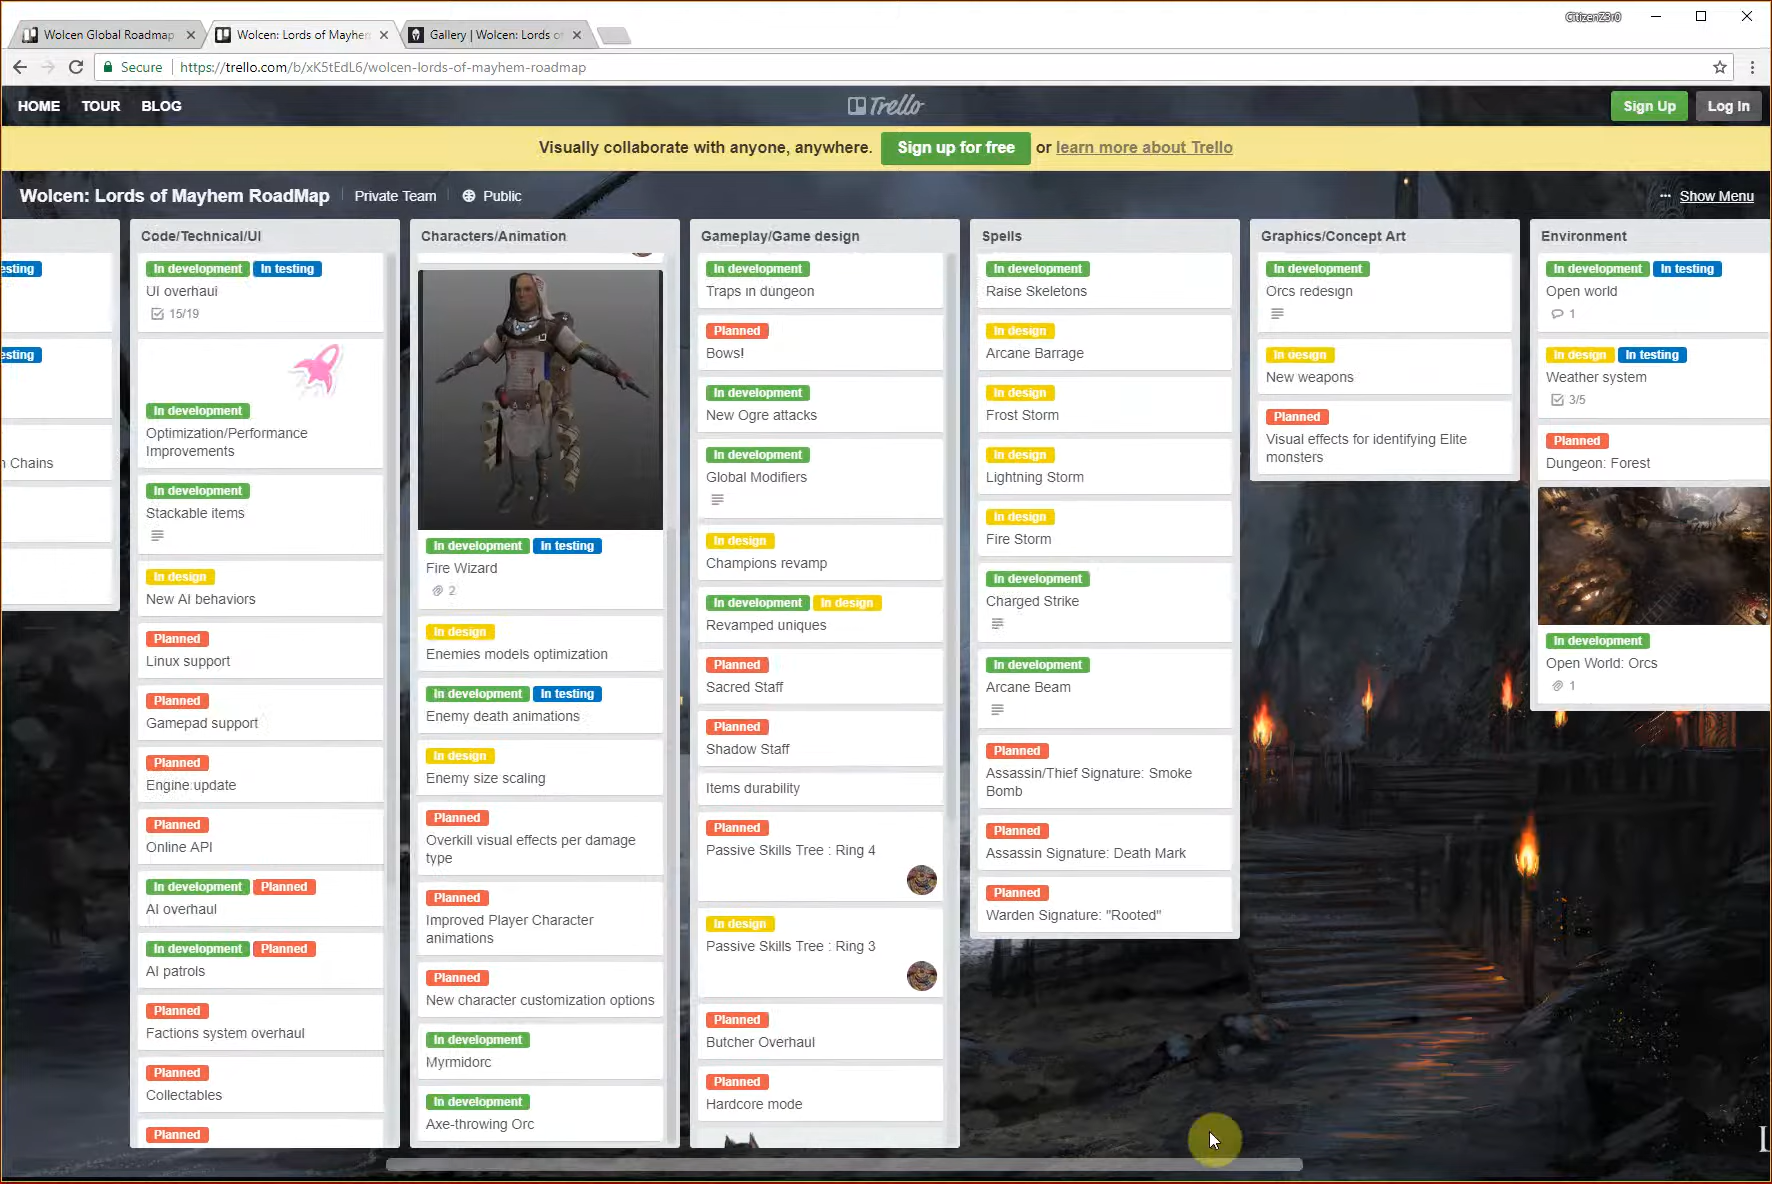 Citizen23r0
Wolcen Global Roadmap
Wolcen: Lords of Mayhem
Gallery | Wolcen: Lords of
Secure
https://trello.com/b/xK5tEdL6/wolcen-lords-of-mayhem-roadmap
HOME TOUR BLOG
Trello
Sign Up
Log In
Visually collaborate with anyone, anywhere. Sign up for free or learn more about Trello
Wolcen: Lords of Mayhem RoadMap
Private Team
Public
Show Menu
esting
esting
n Chains
Code/Technical/UI
In development In testing
UI overhaul
15/19
In development
Optimization/Performance
Improvements
In development
Stackable items
In design
New AI behaviors
Planned
Linux support
Planned
Gamepad support
Planned
Engine update
Planned
Online API
In development Planned
AI overhaul
In development Planned
AI patrols
Planned
Factions system overhaul
Planned
Collectables
Planned
Characters/Animation
In development In testing
Fire Wizard
2
In design
Enemies models optimization
In development In testing
Enemy death animations
In design
Enemy size scaling
Planned
Overkill visual effects per damage
type
Planned
Improved Player Character
animations
Planned
New character customization options
In development
Myrmidorc
In development
Axe-throwing Orc
Gameplay/Game design
In development
Traps in dungeon
Planned
Bows!
In development
New Ogre attacks
In development
Global Modifiers
In design
Champions revamp
In development In design
Revamped uniques
Planned
Sacred Staff
Planned
Shadow Staff
Items durability
Planned
Passive Skills Tree : Ring 4
In design
Passive Skills Tree : Ring 3
Planned
Butcher Overhaul
Planned
Hardcore mode
Spells
In development
Raise Skeletons
In design
Arcane Barrage
In design
Frost Storm
In design
Lightning Storm
In design
Fire Storm
In development
Charged Strike
In development
Arcane Beam
Planned
Assassin/Thief Signature: Smoke
Bomb
Planned
Assassin Signature: Death Mark
Planned
Warden Signature: "Rooted"
Graphics/Concept Art
In development
Orcs redesign
In design
New weapons
Planned
Visual effects for identifying Elite
monsters
Environment
In development In testing
Open world
1
In design In testing
Weather system
3/5
Planned
Dungeon: Forest
In development
Open World: Orcs
1
L